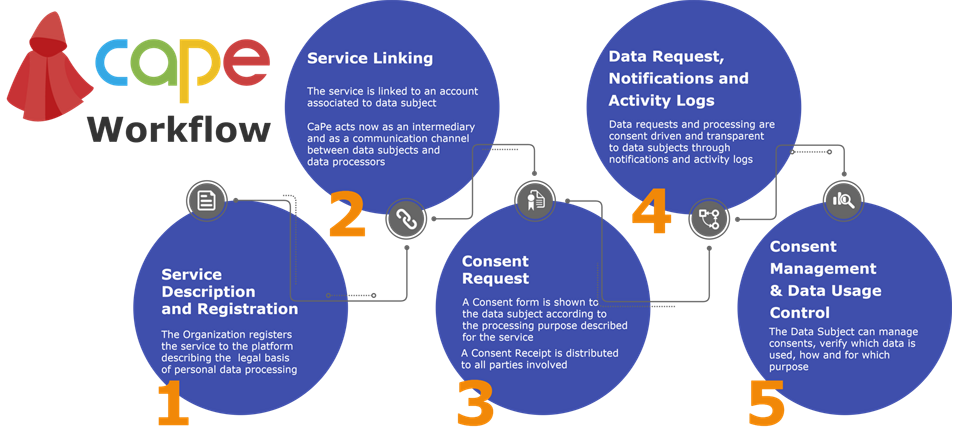 cape
Workflow
1
Service
Description
and Registration
The Organization registers
the service to the platform
describing the legal basis
of personal data processing
2
Service Linking
The service is linked to an account
associated to data subject
CaPe acts now as an intermediary
and as a communication channel
between data subjects and
data processors
3
Consent
Request
A Consent form is shown to
the data subject according to
the processing purpose described
for the service
A Consent Receipt is distributed
to all parties involved
4
Data Request,
Notifications and
Activity Logs
Data requests and processing are
consent driven and transparent
to data subjects through
notifications and activity logs
5
Consent
Management
& Data Usage
Control
The Data Subject can manage
consents, verify which data is
used, how and for which
purpose